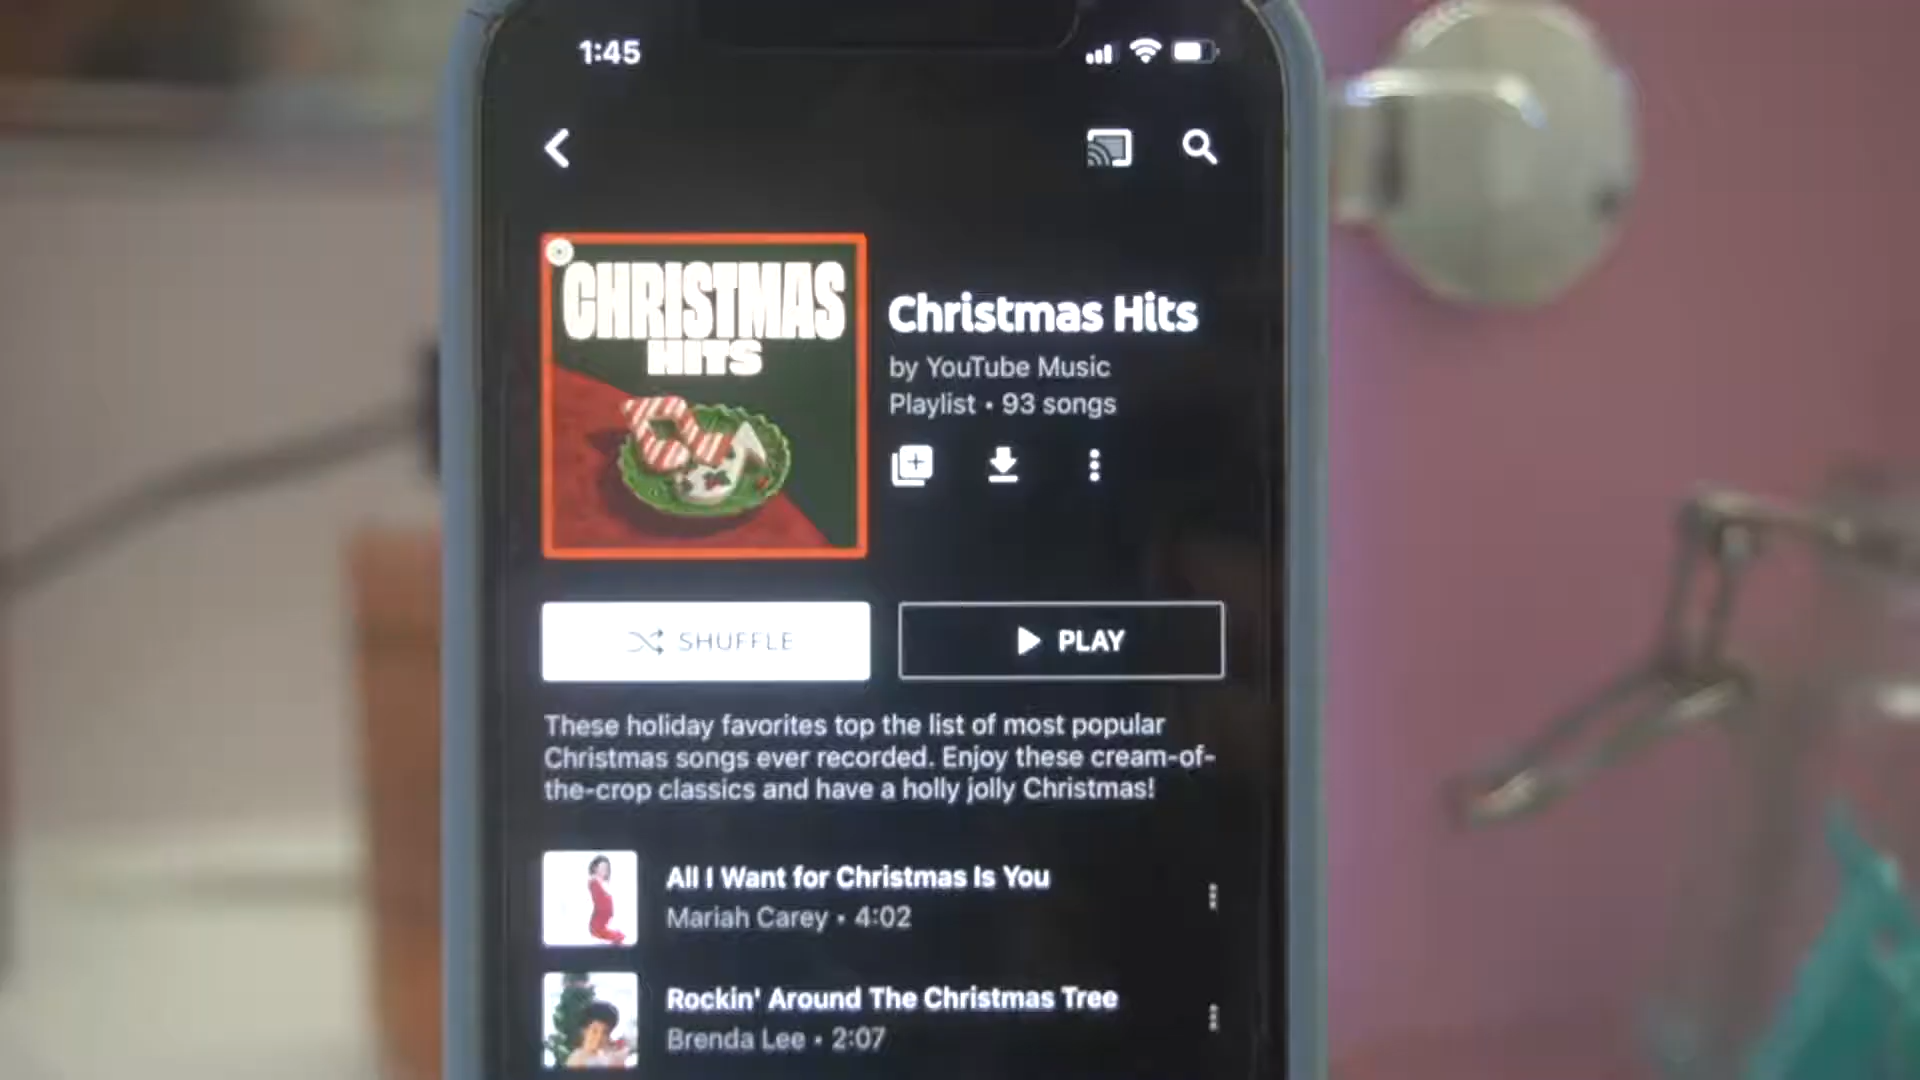 1:45
CHRISTMAS
HITS
Christmas Hits
by YouTube Music
Playlist • 93 songs
SHUFFLE
PLAY
These holiday favorites top the list of most popular
Christmas songs ever recorded. Enjoy these cream-of-
the-crop classics and have a holly jolly Christmas!
All I Want for Christmas Is You
Mariah Carey • 4:02
Rockin' Around The Christmas Tree
Brenda Lee • 2:07